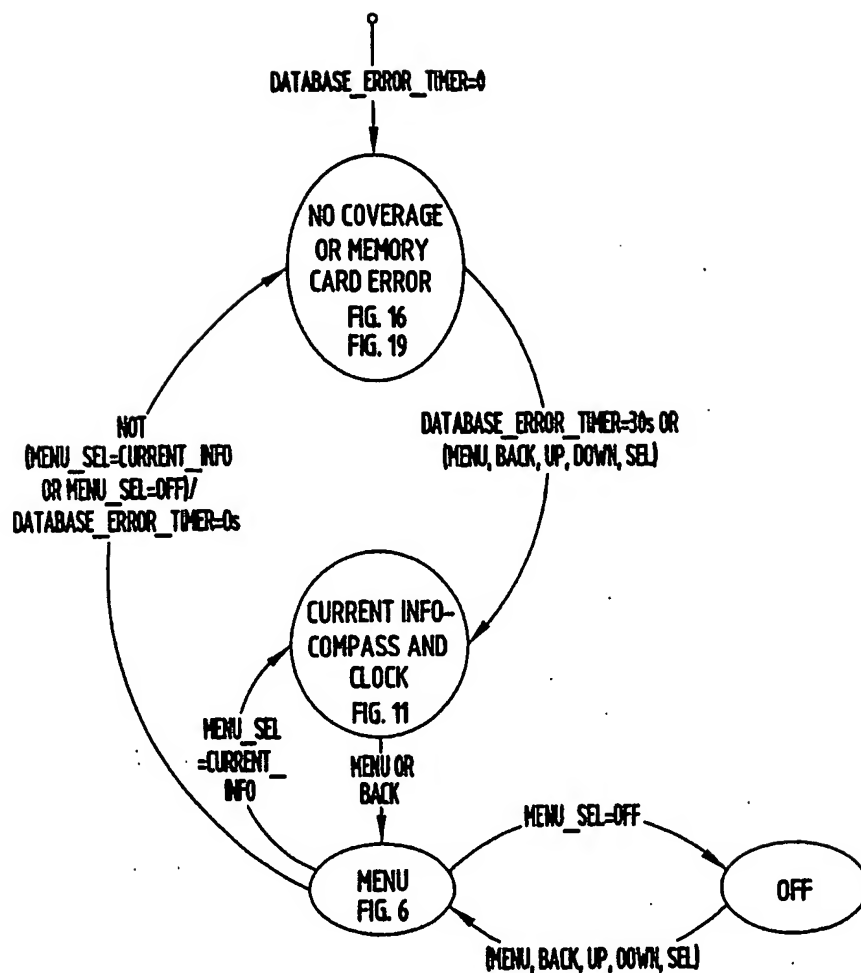 DATABASE_ERROR_TIMER=0
NO COVERAGE
OR MEMORY
CARD ERROR
FIG. 16
FIG. 19
NOT
(MENU_SEL=CURRENT_INFO
OR MENU_SEL=OFF)/
DATABASE_ERROR_TIMER=0s
DATABASE_ERROR_TIMER=30s OR
(MENU, BACK, UP, DOWN, SEL)
CURRENT INFO-
COMPASS AND
CLOCK
FIG. 11
MENU_SEL
=CURRENT_
INFO
MENU OR
BACK
MENU_SEL=OFF
MENU
FIG. 6
OFF
(MENU, BACK, UP, DOWN, SEL)